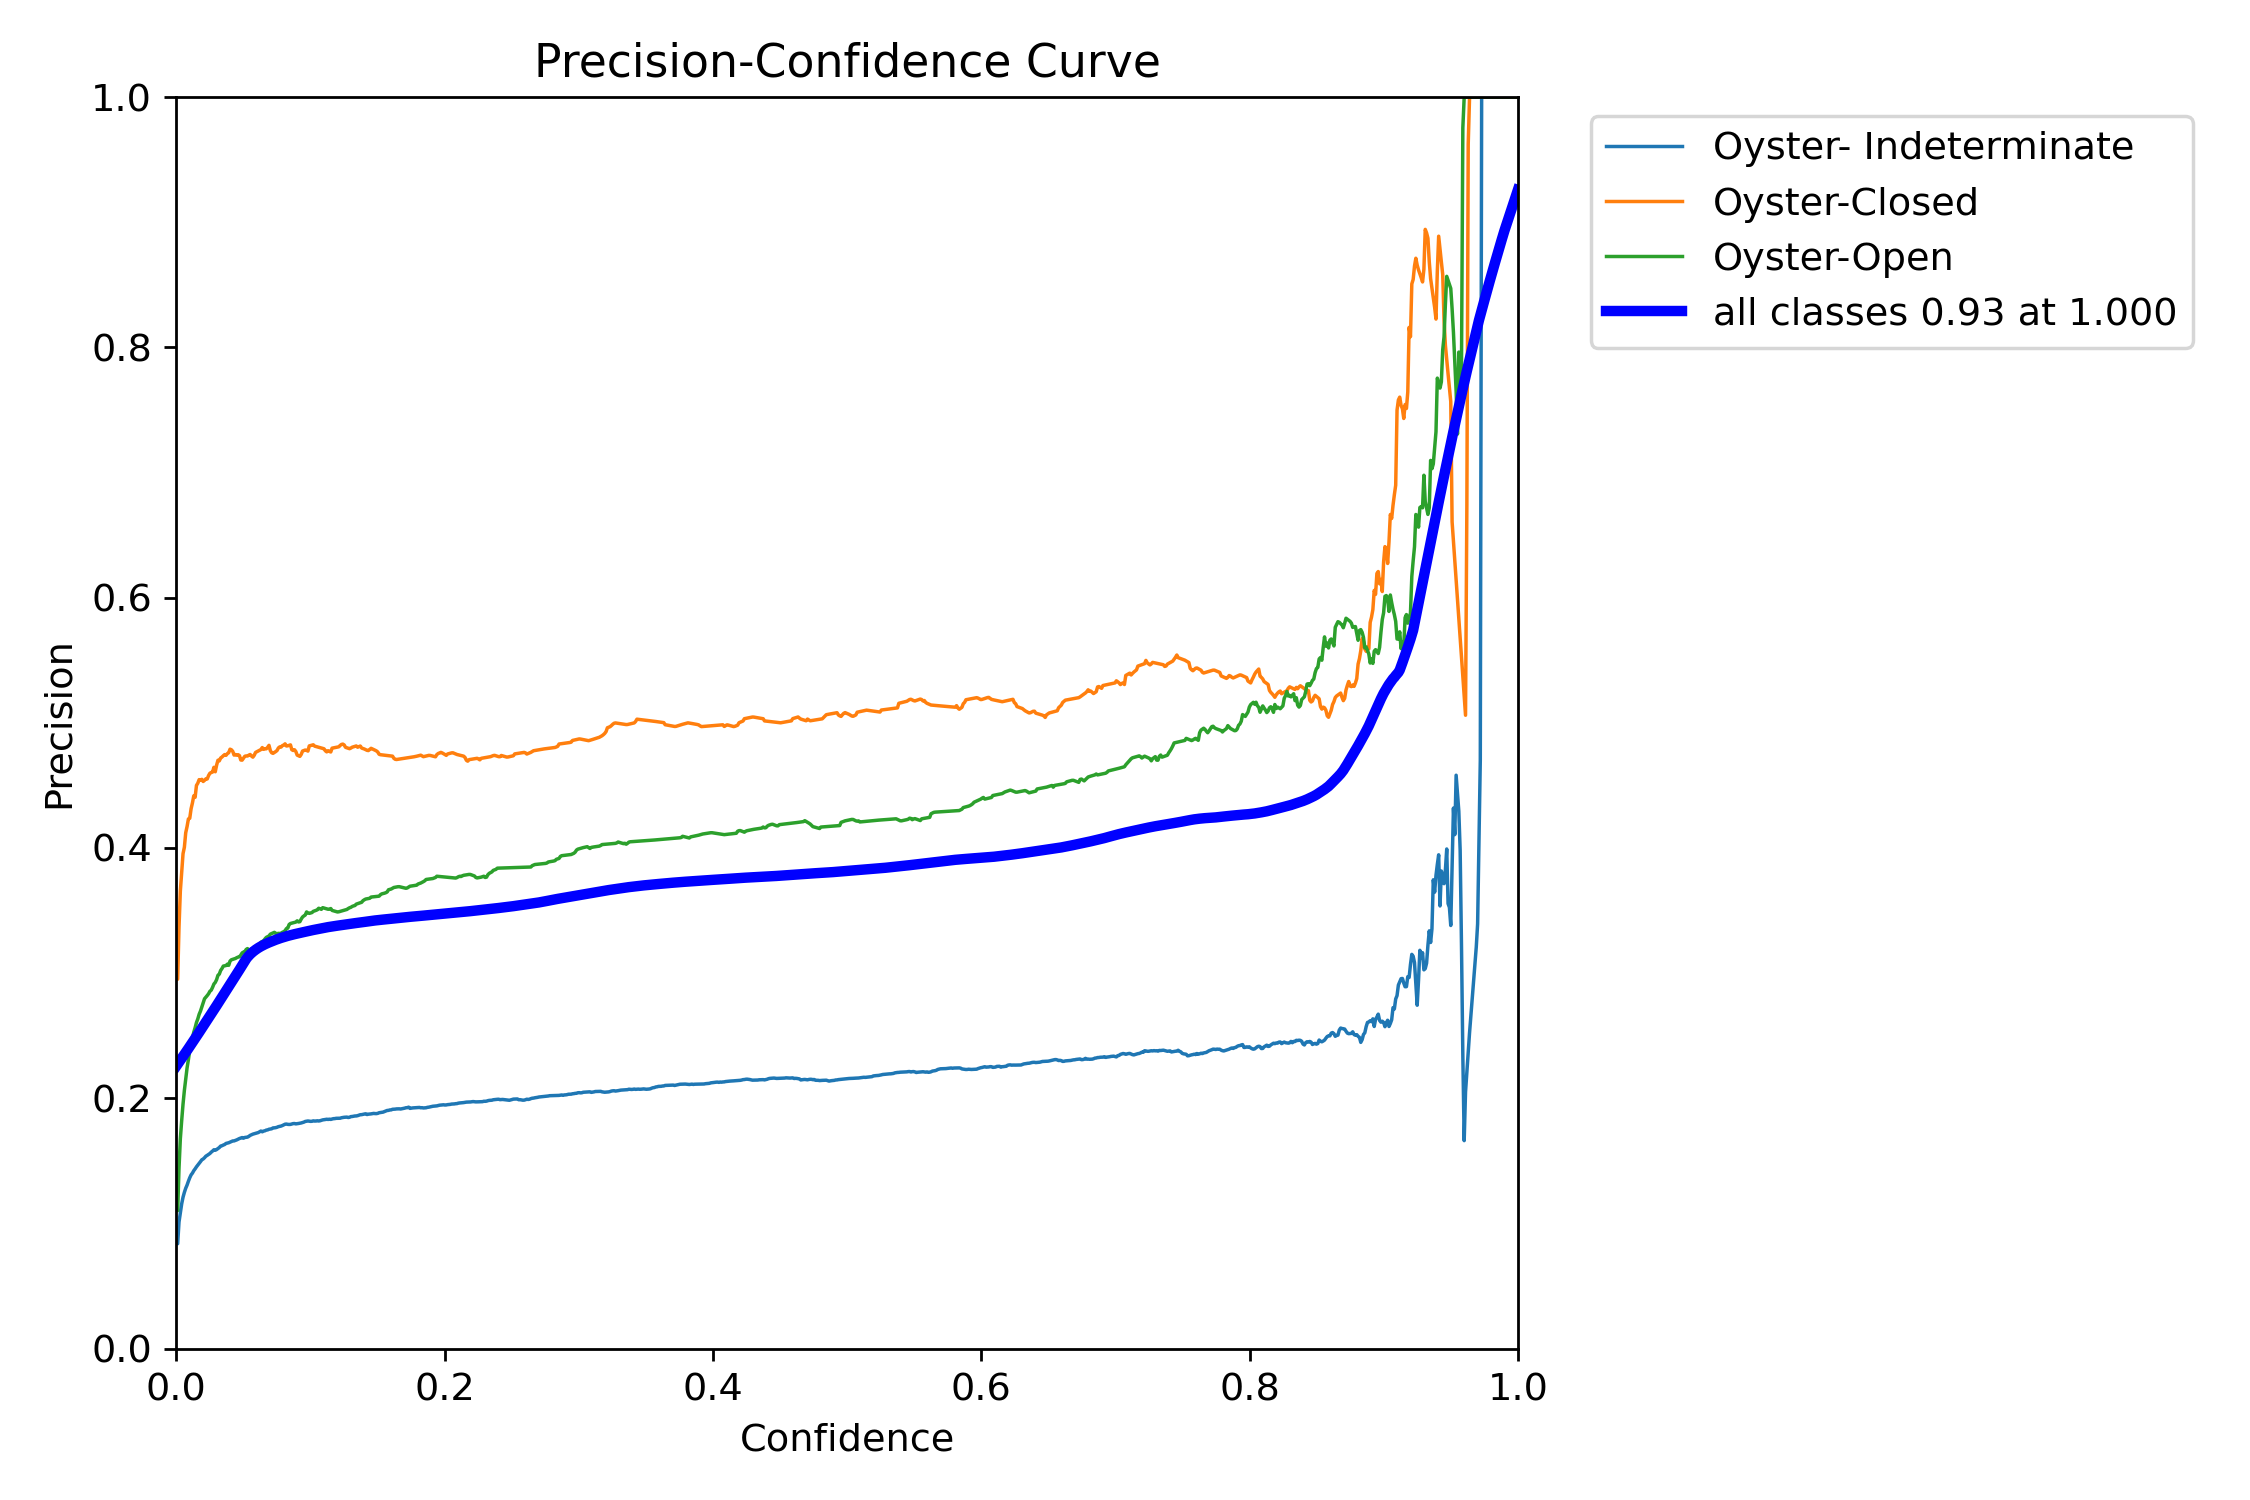 Precision-Confidence Curve
1.0
0.8
0.6
0.4
0.2
0.0
Precision
0.0 0.2 0.4 0.6 0.8 1.0
Confidence
Oyster- Indeterminate
Oyster-Closed
Oyster-Open
all classes 0.93 at 1.000